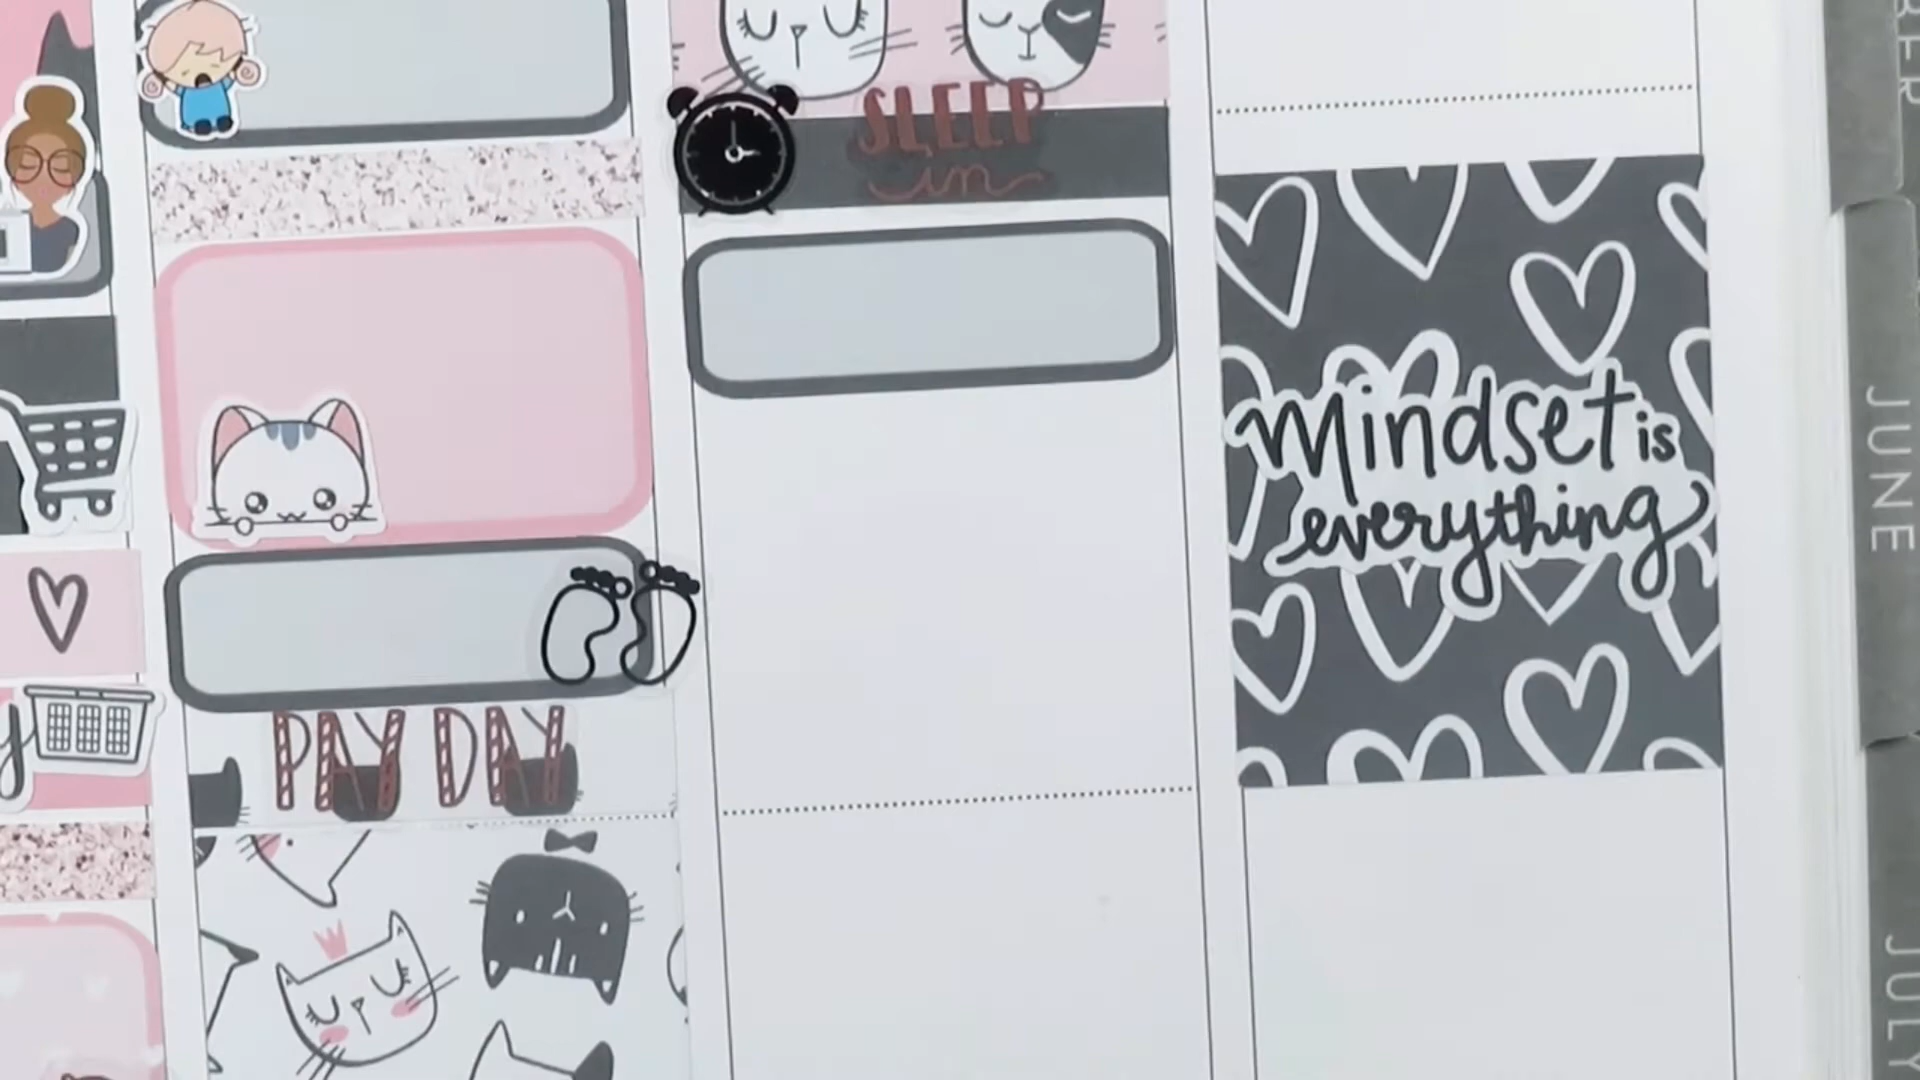 SLEEP
in
Mindset is
everything
PAY DAY
JUNE
JULY